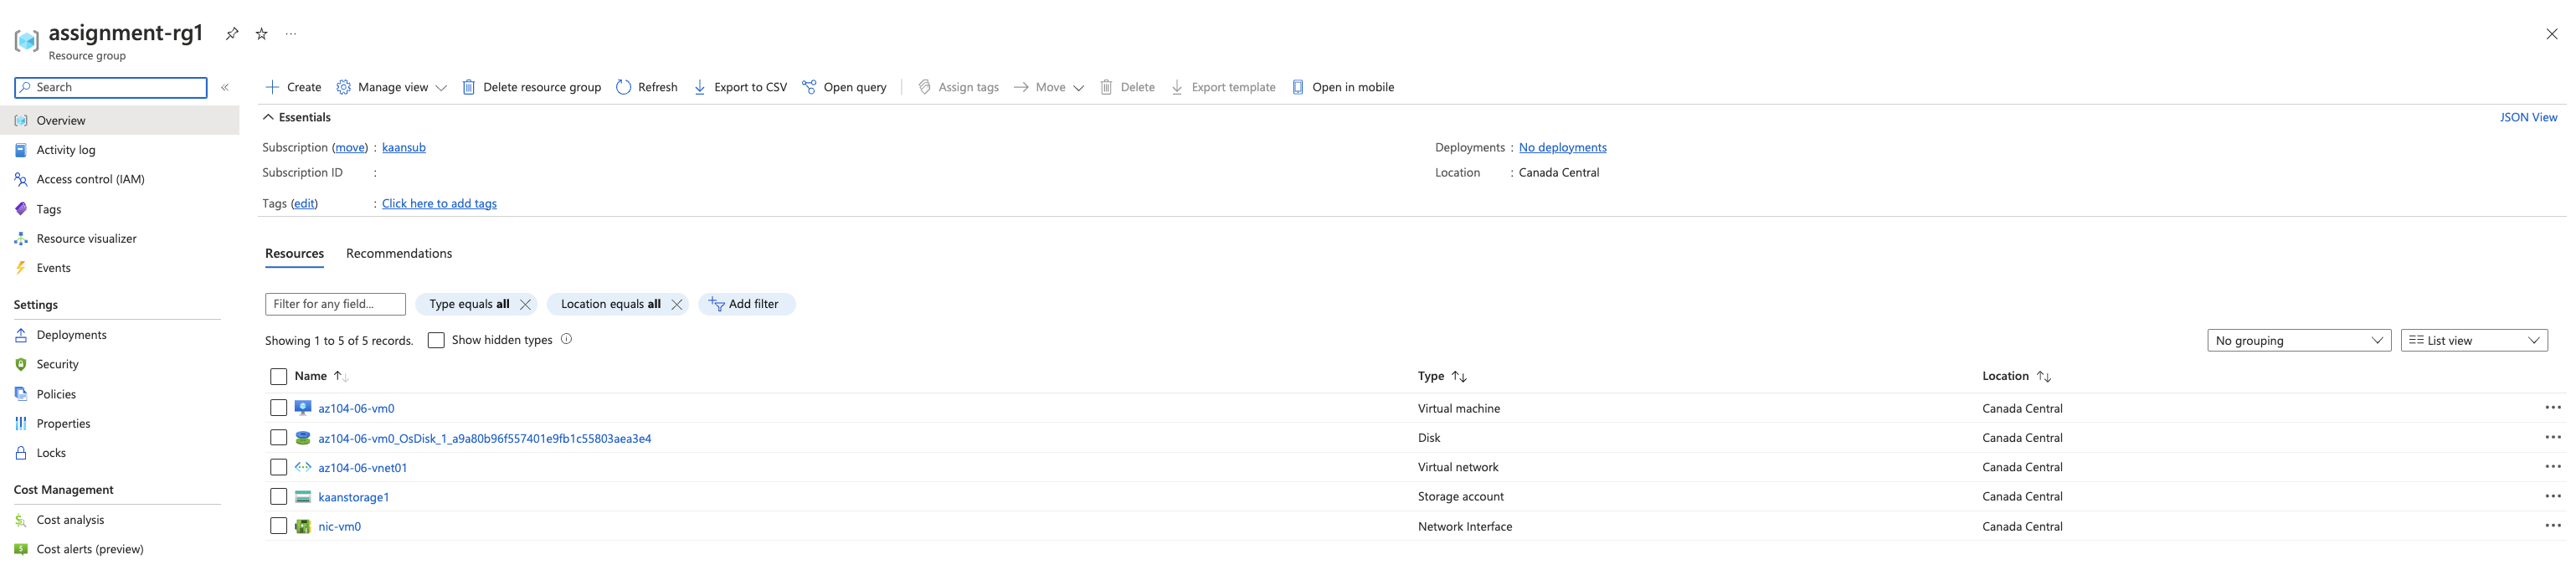 assignment-rg1
Resource group
Search
Overview
Activity log
Access control (IAM)
Tags
Resource visualizer
Events
Settings
Deployments
Security
Policies
Properties
Locks
Cost Management
Cost analysis
Cost alerts (preview)
Create Manage view Delete resource group Refresh Export to CSV Open query Assign tags Move Delete Export template Open in mobile
Essentials JSON View
Subscription (move) : kaansub Deployments : No deployments
Subscription ID : Location : Canada Central
Tags (edit) : Click here to add tags
Resources Recommendations
Filter for any field... Type equals all Location equals all Add filter
Showing 1 to 5 of 5 records. Show hidden types No grouping List view
Name Type Location
az104-06-vm0 Virtual machine Canada Central
az104-06-vm0_OsDisk_1_a9a80b96f557401e9fb1c55803aea3e4 Disk Canada Central
az104-06-vnet01 Virtual network Canada Central
kaanstorage1 Storage account Canada Central
nic-vm0 Network Interface Canada Central